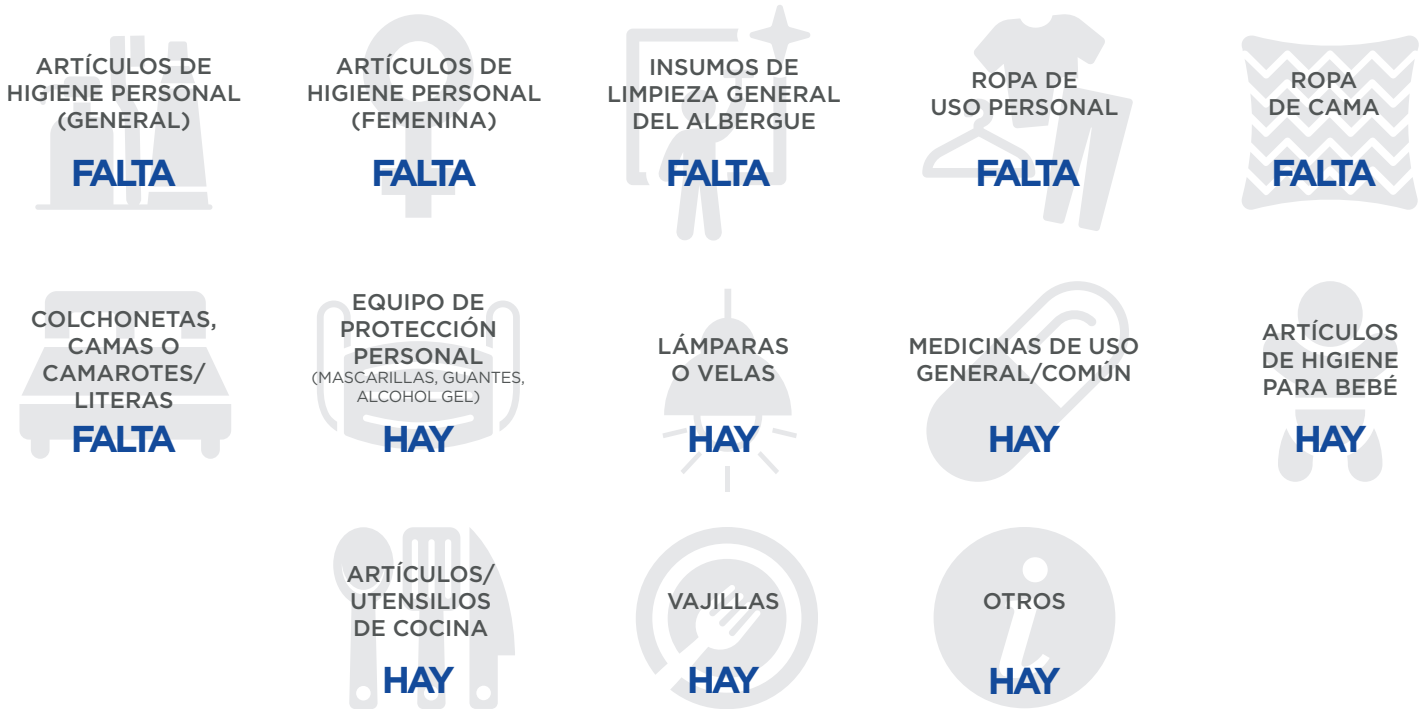 ARTÍCULOS DE
HIGIENE PERSONAL
(GENERAL)
FALTA
ARTÍCULOS DE
HIGIENE PERSONAL
(FEMENINA)
FALTA
INSUMOS DE
LIMPIEZA GENERAL
DEL ALBERGUE
FALTA
ROPA DE
USO PERSONAL
FALTA
ROPA
DE CAMA
FALTA
COLCHONETAS,
CAMAS O
CAMAROTES/
LITERAS
FALTA
EQUIPO DE
PROTECCIÓN
PERSONAL
(MASCARILLAS, GUANTES,
ALCOHOL GEL)
HAY
LÁMPARAS
O VELAS
HAY
MEDICINAS DE USO
GENERAL/COMÚN
HAY
ARTÍCULOS
DE HIGIENE
PARA BEBÉ
HAY
ARTÍCULOS/
UTENSILIOS
DE COCINA
HAY
VAJILLAS
HAY
OTROS
HAY